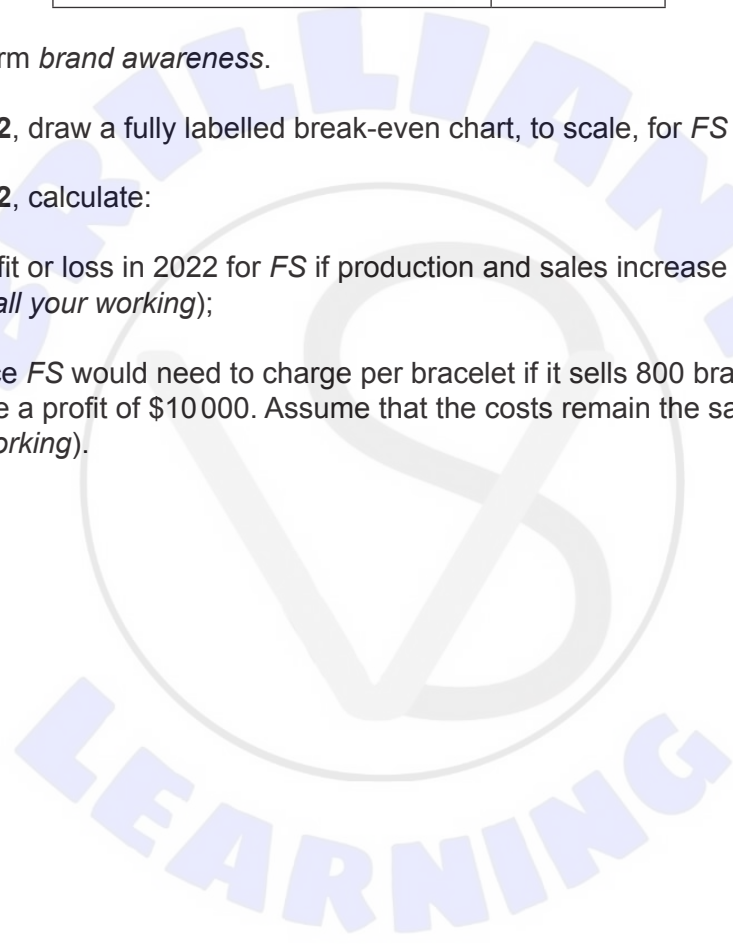 rm brand awareness.
2, draw a fully labelled break-even chart, to scale, for FS
2, calculate:
fit or loss in 2022 for FS if production and sales increase
all your working);
ce FS would need to charge per bracelet if it sells 800 bra
e a profit of $10 000. Assume that the costs remain the sa
orking).
BRILLIAN
VS
LEARNING